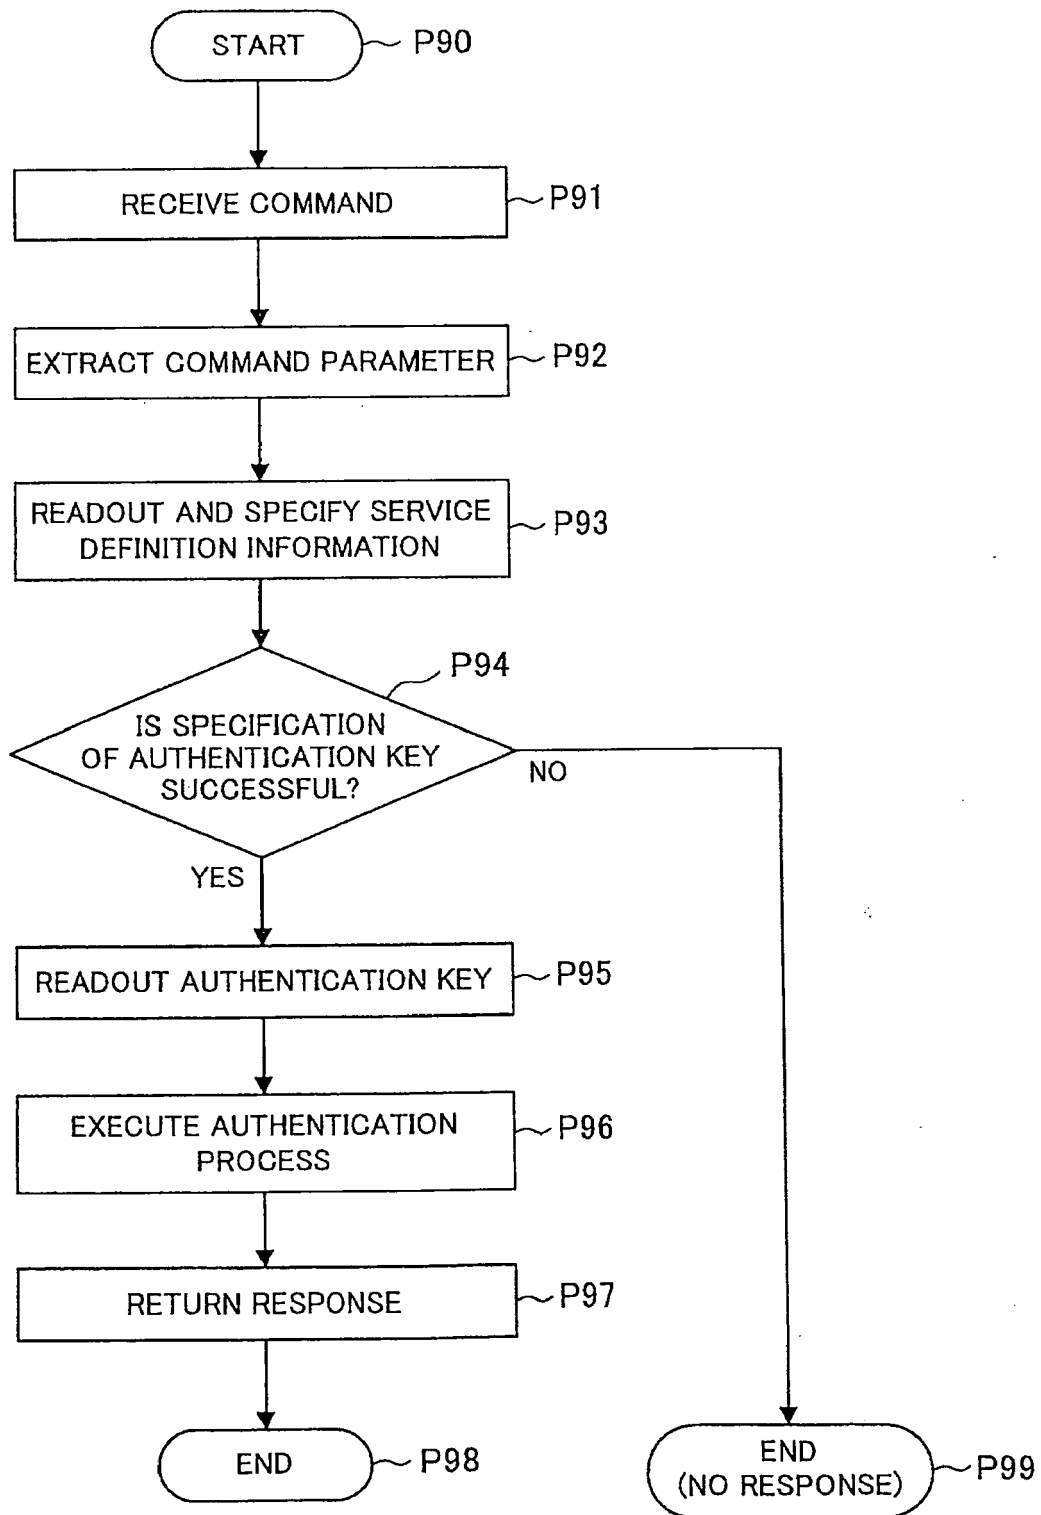 START
P90
RECEIVE COMMAND
P91
EXTRACT COMMAND PARAMETER
P92
READOUT AND SPECIFY SERVICE
DEFINITION INFORMATION
P93
P94
IS SPECIFICATION
OF AUTHENTICATION KEY
SUCCESSFUL?
NO
YES
READOUT AUTHENTICATION KEY
P95
EXECUTE AUTHENTICATION
PROCESS
P96
RETURN RESPONSE
P97
END
P98
END
(NO RESPONSE)
P99